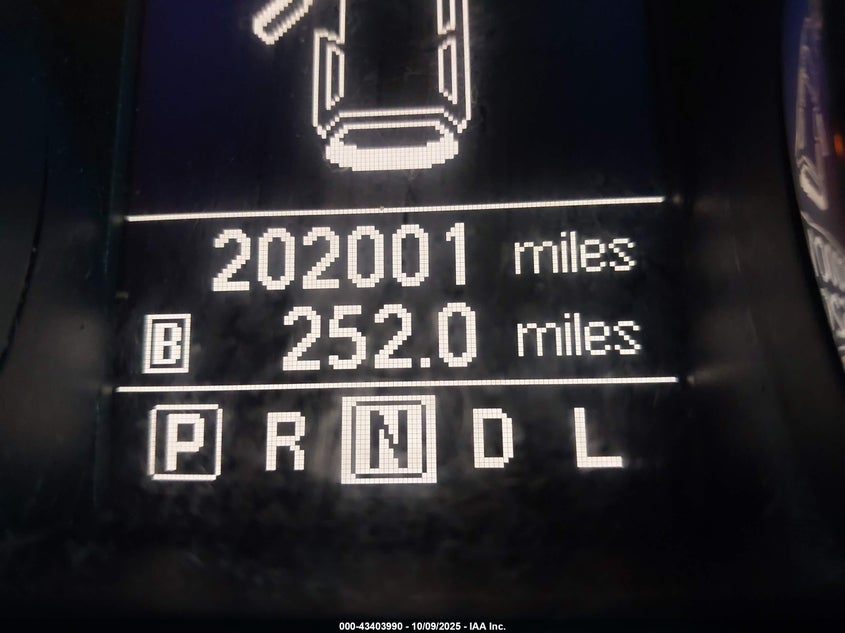 202001 miles
B 252.0 miles
P R N D L
000-43403990 - 10/09/2025 - IAA Inc.